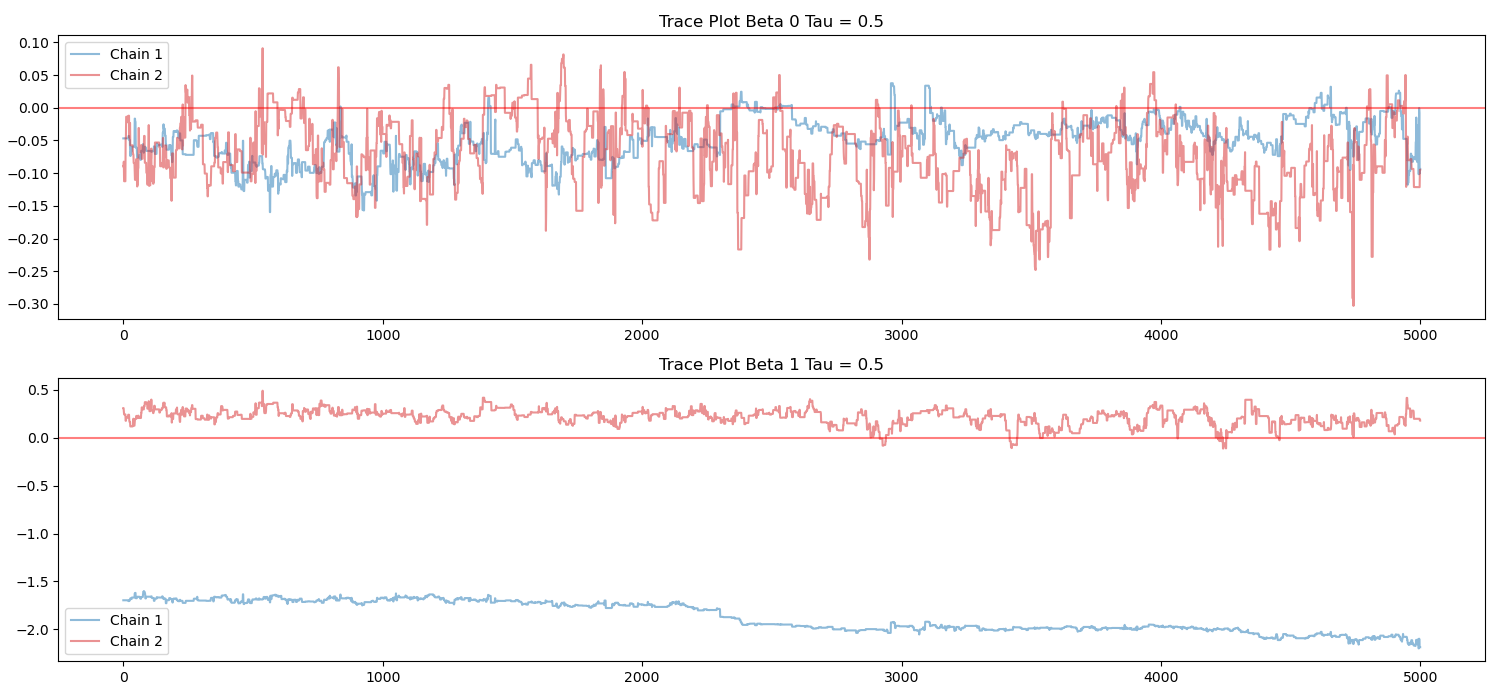 Trace Plot Beta 0 Tau = 0.5
0.10
0.05
0.00
−0.05
−0.10
−0.15
−0.20
−0.25
−0.30
Chain 1
Chain 2
0 1000 2000 3000 4000 5000
Trace Plot Beta 1 Tau = 0.5
0.5
0.0
−0.5
−1.0
−1.5
−2.0
Chain 1
Chain 2
0 1000 2000 3000 4000 5000